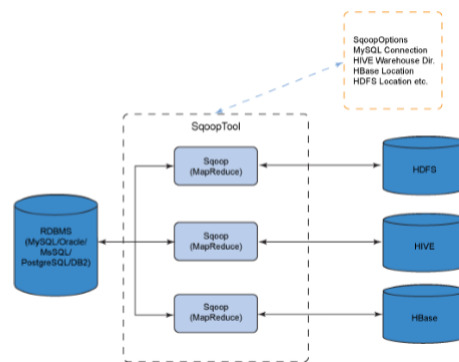 SqoopOptions
MySQL Connection
HIVE Warehouse Dir.
HBase Location
HDFS Location etc.
SqoopTool
Sqoop
(MapReduce)
HDFS
RDBMS
(MySQL/Oracle/
MsSQL/
PostgreSQL/DB2)
Sqoop
(MapReduce)
HIVE
Sqoop
(MapReduce)
HBase